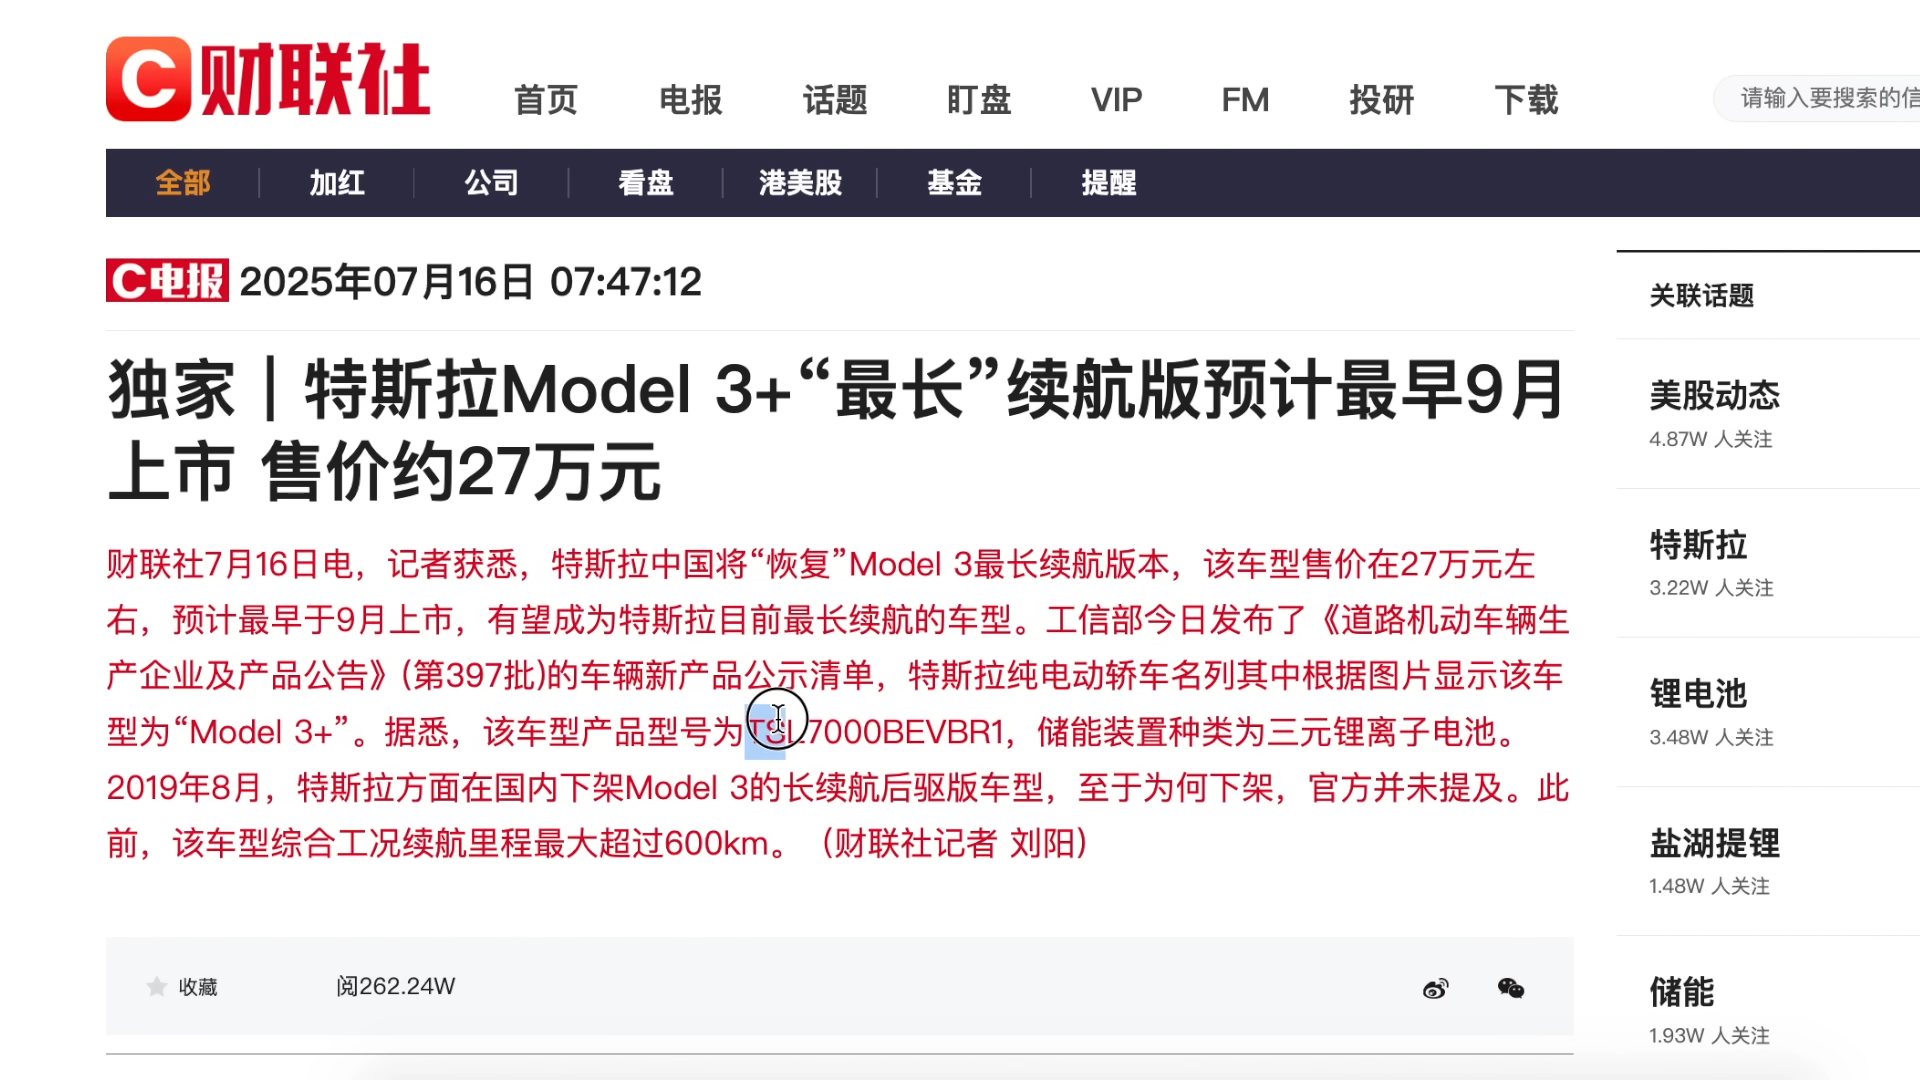 C 财联社
首页 电报 话题 盯盘 VIP FM 投研 下载
请输入要搜索的信
全部 加红 公司 看盘 港美股 基金 提醒
C电报 2025年07月16日 07:47:12
独家｜特斯拉Model 3+“最长”续航版预计最早9月
上市 售价约27万元
财联社7月16日电，记者获悉，特斯拉中国将“恢复”Model 3最长续航版本，该车型售价在27万元左
右，预计最早于9月上市，有望成为特斯拉目前最长续航的车型。工信部今日发布了《道路机动车辆生
产企业及产品公告》(第397批)的车辆新产品公示清单，特斯拉纯电动轿车名列其中根据图片显示该车
型为“Model 3+”。据悉，该车型产品型号为TSL7000BEVBR1，储能装置种类为三元锂离子电池。
2019年8月，特斯拉方面在国内下架Model 3的长续航后驱版车型，至于为何下架，官方并未提及。此
前，该车型综合工况续航里程最大超过600km。（财联社记者 刘阳）
收藏 阅262.24W
关联话题
美股动态
4.87W 人关注
特斯拉
3.22W 人关注
锂电池
3.48W 人关注
盐湖提锂
1.48W 人关注
储能
1.93W 人关注